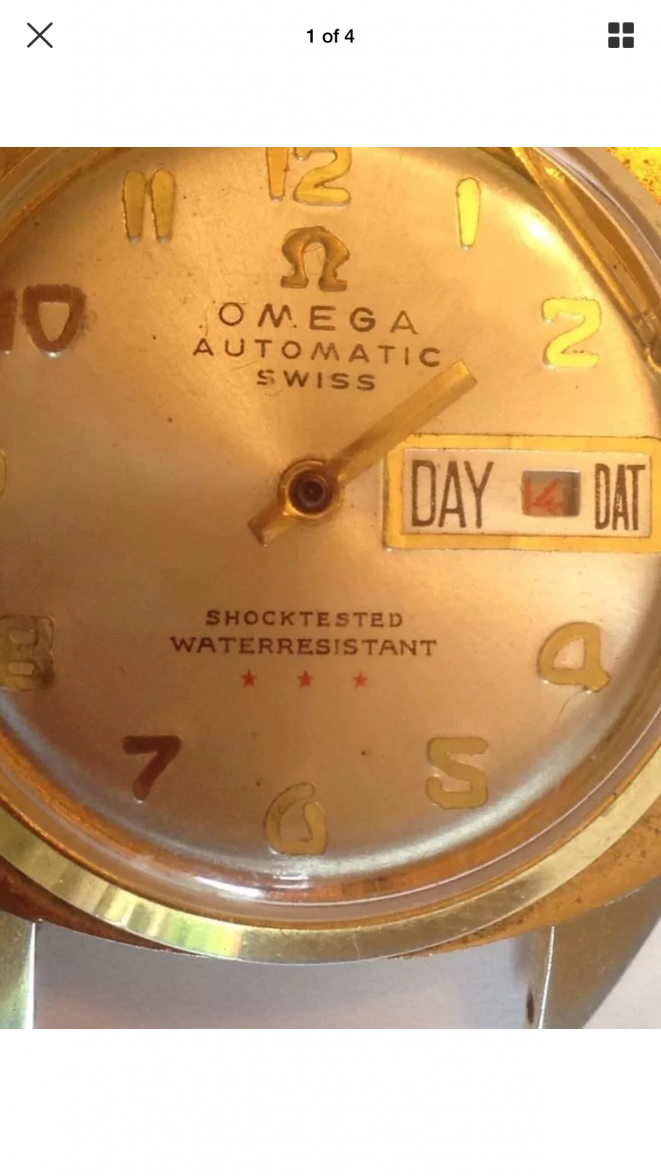 1 of 4
12
11
1
Ω
10
OMEGA
2
AUTOMATIC
SWISS
DAY 14 DAT
SHOCKTESTED
WATERRESISTANT
8
4
7
5
6